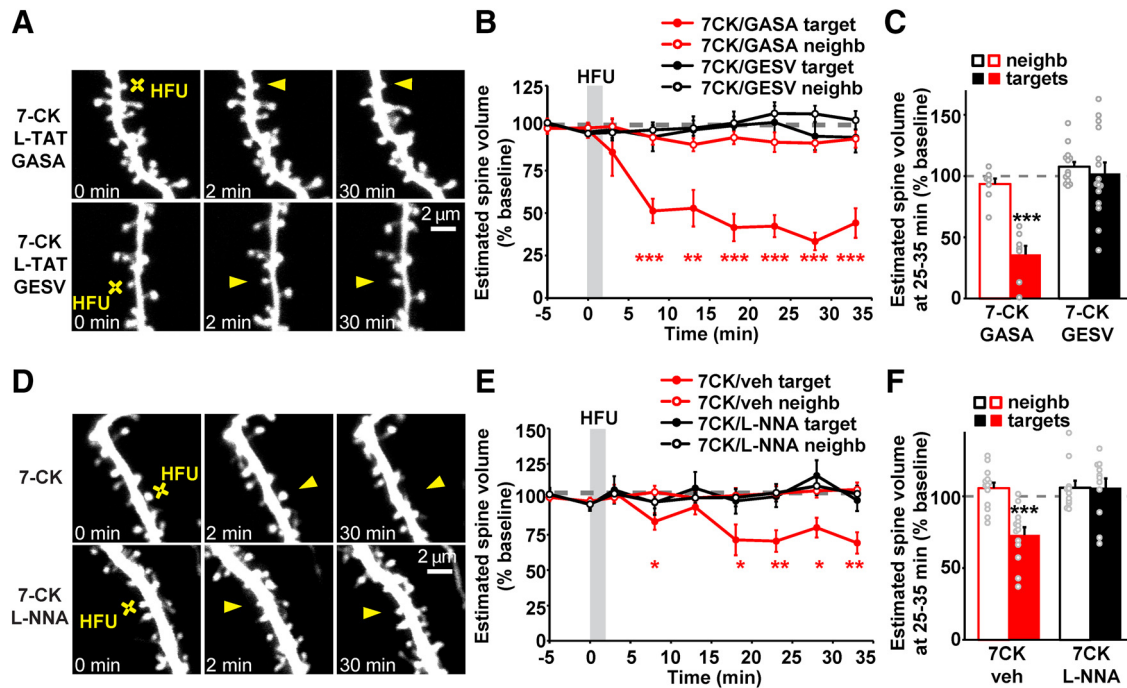 A
7-CK
L-TAT
GASA
HFU
0 min
2 min
30 min
7-CK
L-TAT
GESV
HFU
2 µm
0 min
2 min
30 min
B
7CK/GASA target
7CK/GASA neighb
7CK/GESV target
7CK/GESV neighb
HFU
Estimated spine volume
(% baseline)
125
100
75
50
25
0
*** ** *** *** *** ***
-5 0 5 10 15 20 25 30 35
Time (min)
C
neighb
targets
Estimated spine volume
at 25-35 min (% baseline)
150
100
50
0
***
7-CK
GASA
7-CK
GESV
D
7-CK
HFU
0 min
2 min
30 min
7-CK
L-NNA
HFU
2 µm
0 min
2 min
30 min
E
7CK/veh target
7CK/veh neighb
7CK/L-NNA target
7CK/L-NNA neighb
HFU
Estimated spine volume
(% baseline)
150
125
100
75
50
25
0
* * ** * **
-5 0 5 10 15 20 25 30 35
Time (min)
F
neighb
targets
Estimated spine volume
at 25-35 min (% baseline)
150
100
50
0
***
7CK
veh
7CK
L-NNA